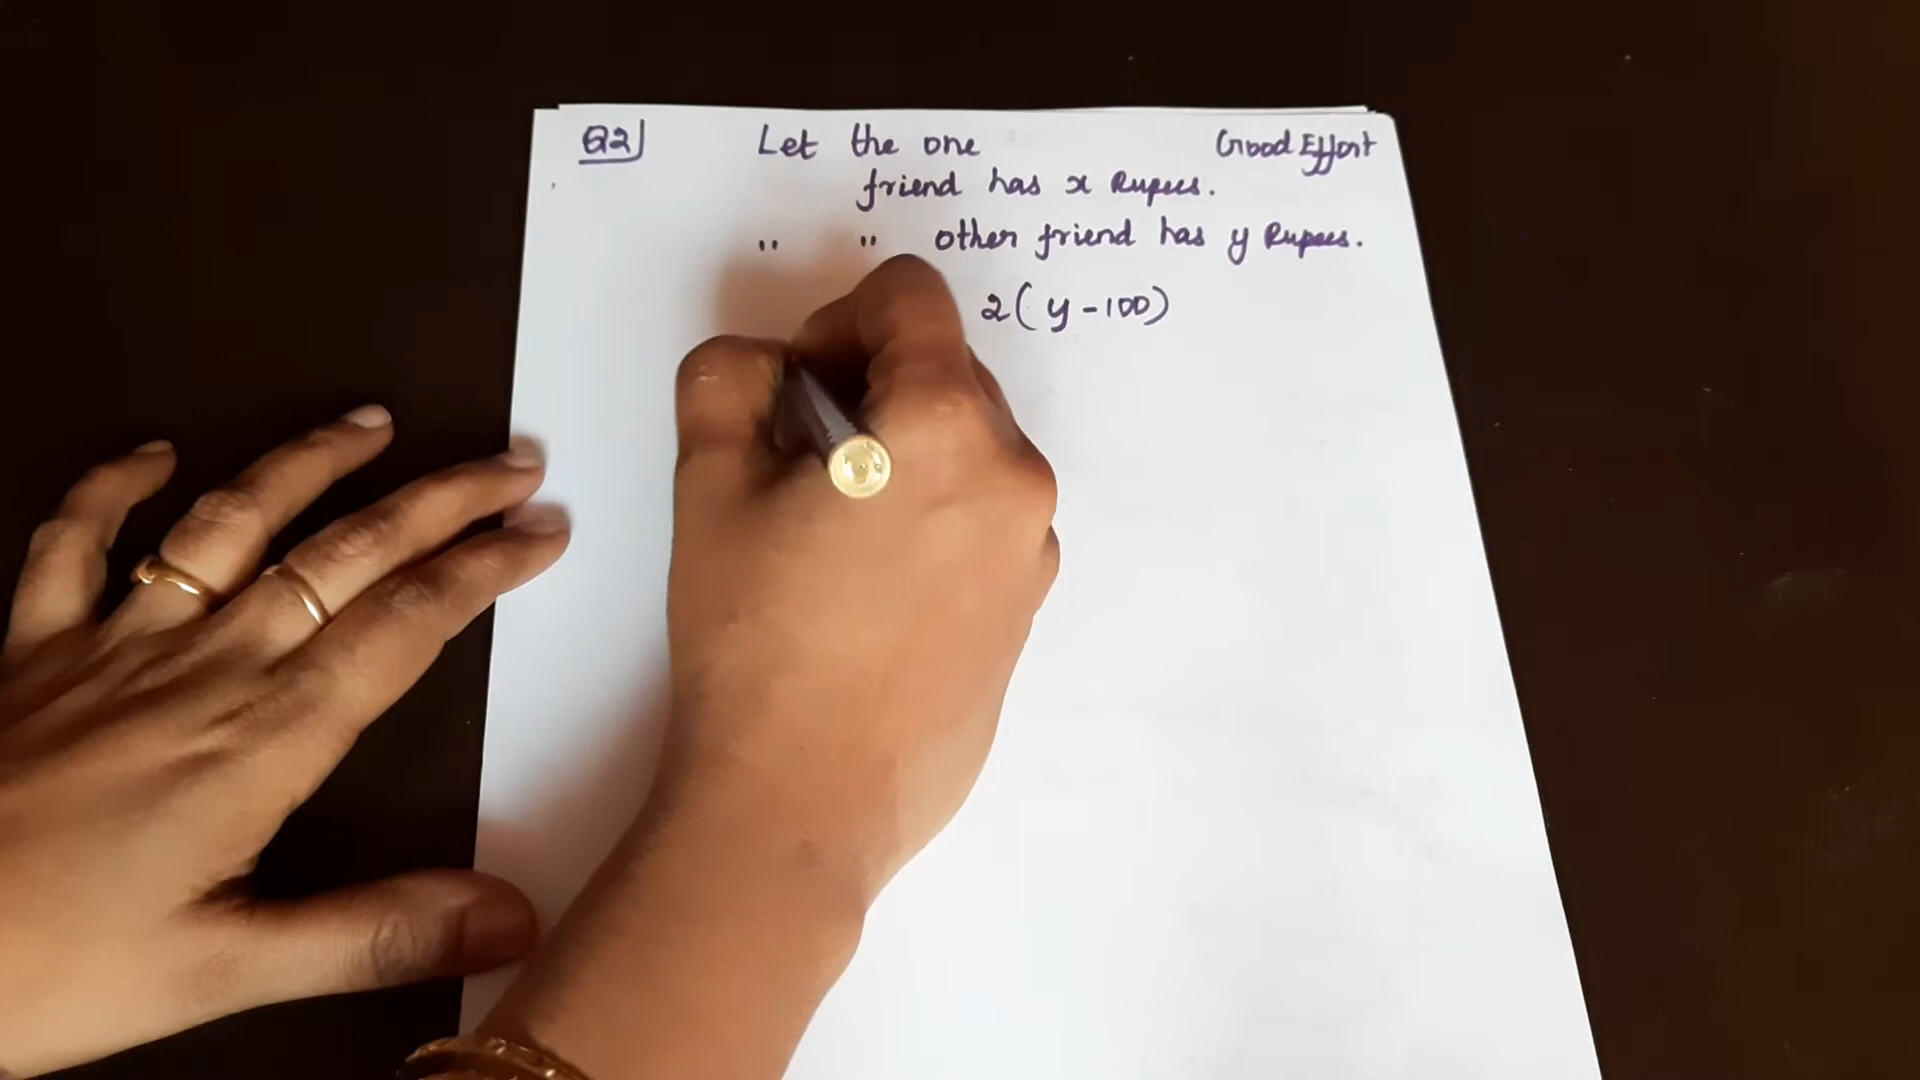 Q2 Let the one Good Effort
friend has x Rupees.
" " other friend has y Rupees.
2(y-100)